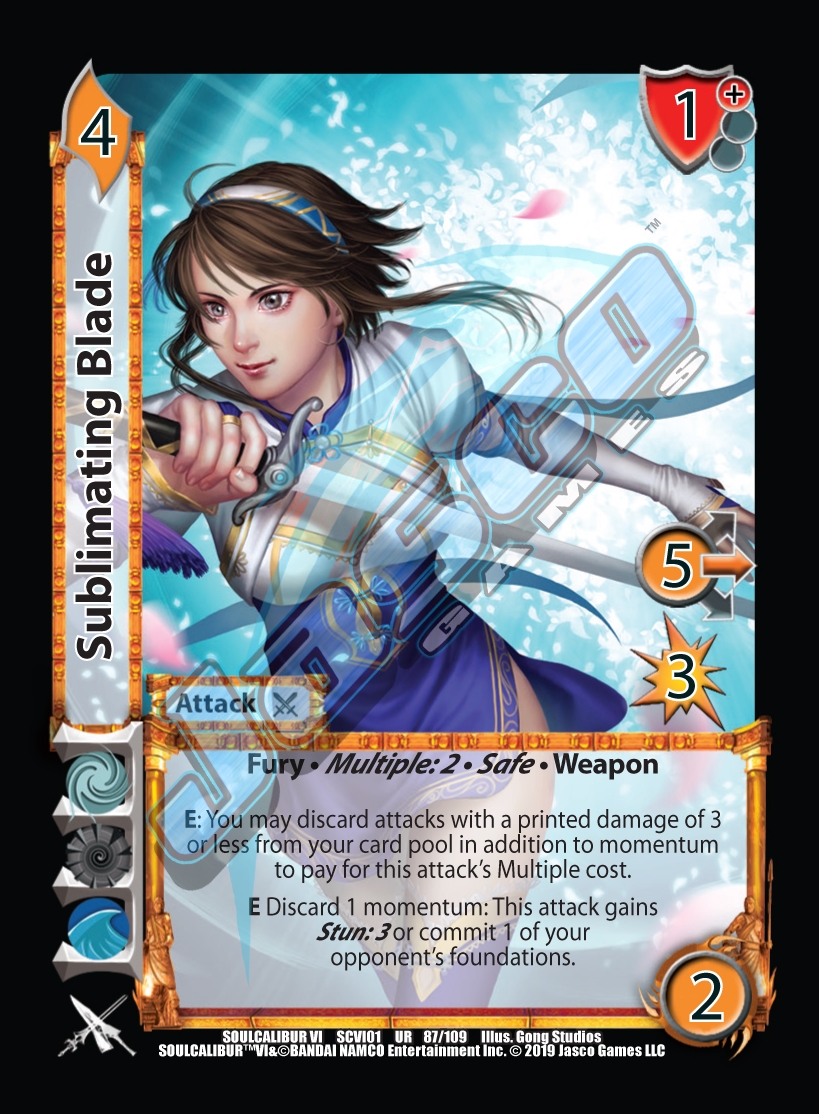 4
1
+
Sublimating Blade
JASCO
GAMES
™
5
3
Attack
Fury • Multiple: 2 • Safe • Weapon
E: You may discard attacks with a printed damage of 3
or less from your card pool in addition to momentum
to pay for this attack's Multiple cost.
E Discard 1 momentum: This attack gains
Stun: 3 or commit 1 of your
opponent's foundations.
2
SOULCALIBUR VI SCVI01 UR 87/109 Illus. Gong Studios
SOULCALIBUR™VI&©BANDAI NAMCO Entertainment Inc. © 2019 Jasco Games LLC